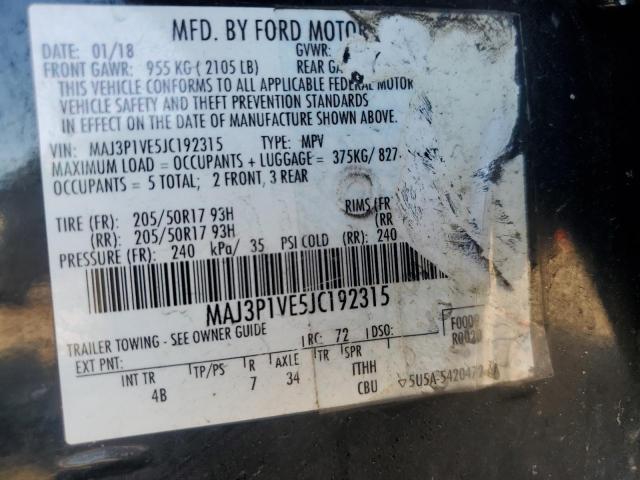 MFD. BY FORD MOTOR
DATE: 01/18 GVWR:
FRONT GAWR: 955 KG ( 2105 LB) REAR
THIS VEHICLE CONFORMS TO ALL APPLICABLE FEDERAL MOTOR
VEHICLE SAFETY AND THEFT PREVENTION STANDARDS
IN EFFECT ON THE DATE OF MANUFACTURE SHOWN ABOVE.
VIN: MAJ3P1VE5JC192315 TYPE: MPV
MAXIMUM LOAD = OCCUPANTS + LUGGAGE = 375KG/ 827
OCCUPANTS = 5 TOTAL; 2 FRONT, 3 REAR
TIRE (FR): 205/50R17 93H RIMS (FR
(RR): 205/50R17 93H (RR
PRESSURE (FR): 240 kPa/ 35 PSI COLD (RR): 240
MAJ3P1VE5JC192315
TRAILER TOWING - SEE OWNER GUIDE RC: 72 DSO:
EXT PNT:
INT TR TP/PS R AXLE TR SPR
4B 7 34 ITHH
CBU